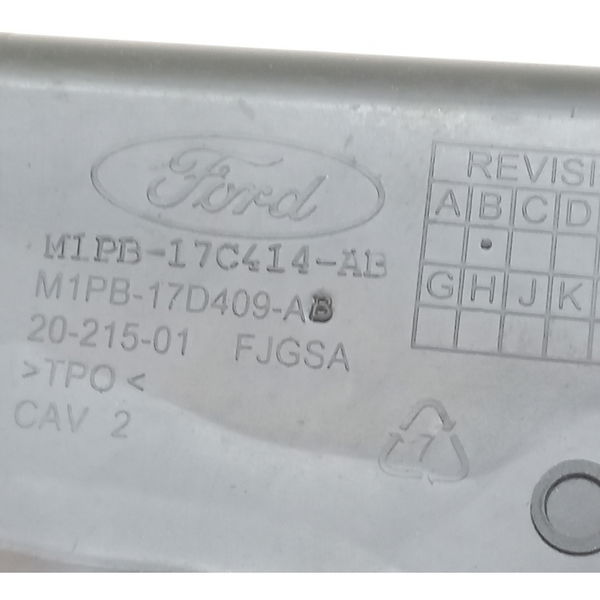 Ford
M1PB-17C414-AB
M1PB-17D409-AB
20-215-01 FJGSA
>TPO<
CAV 2
7
REVISI
A B C D
G H J K